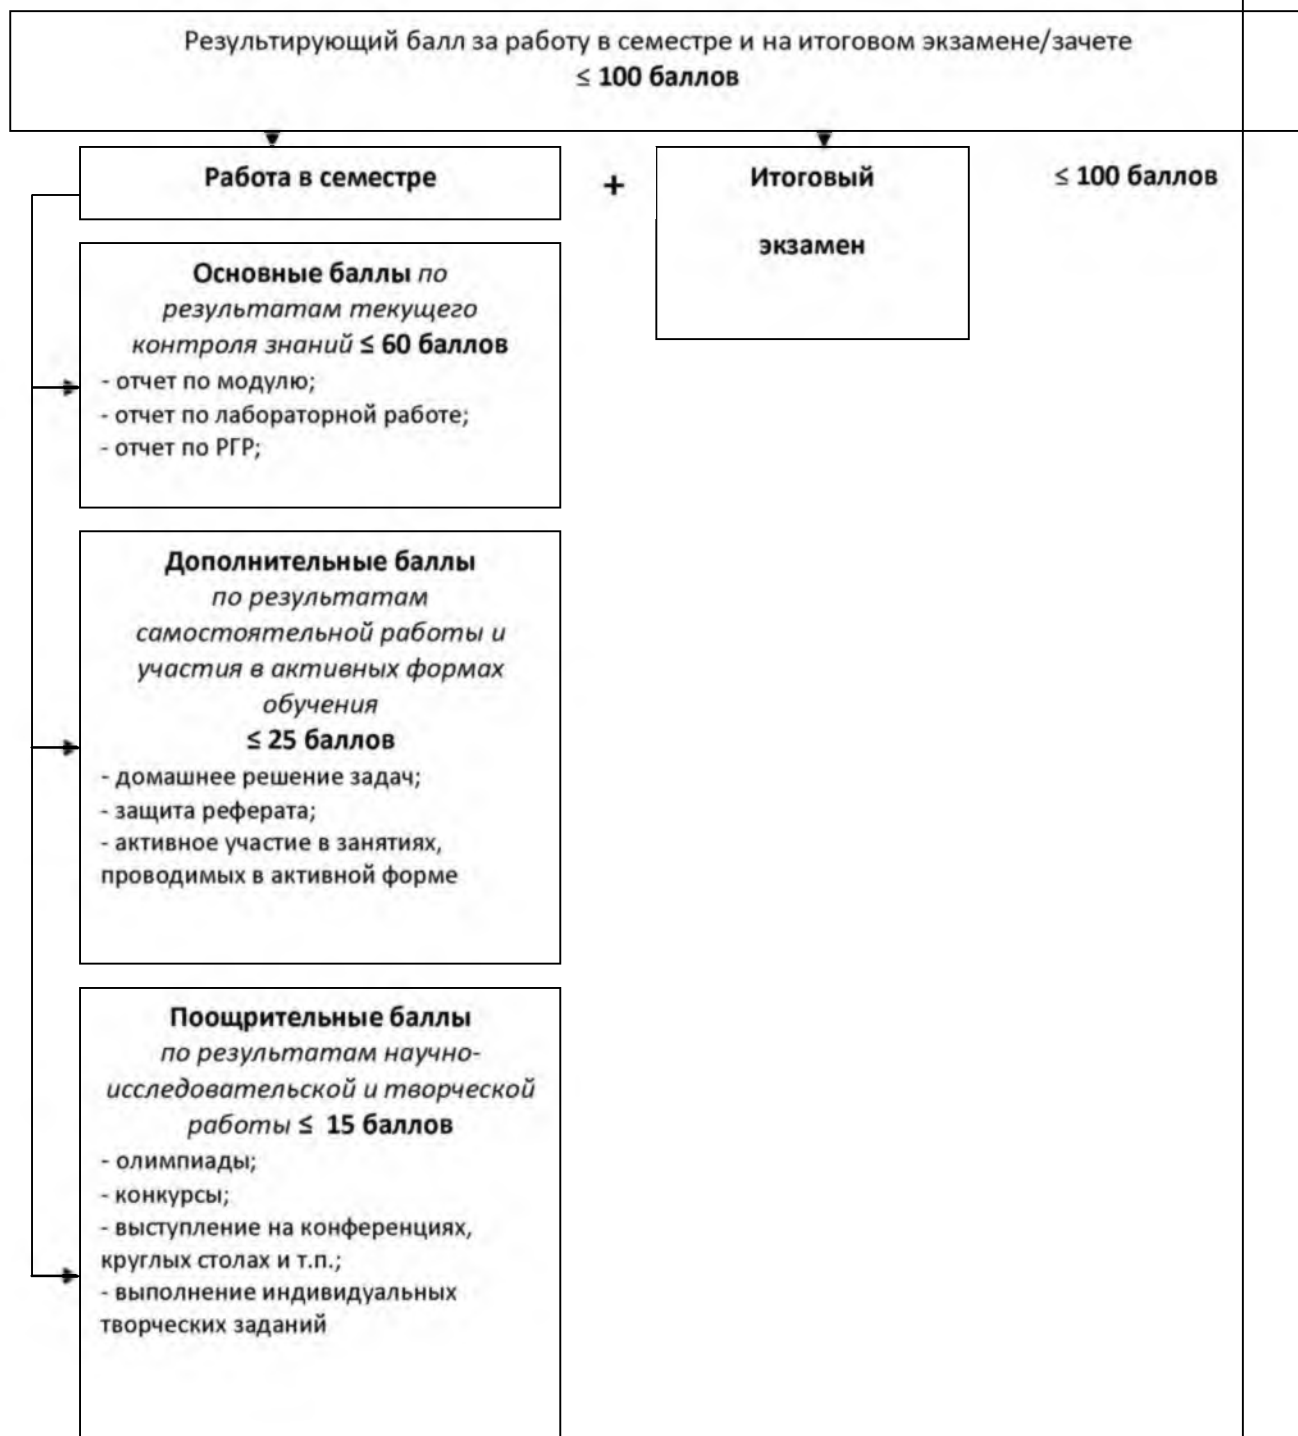 Результирующий балл за работу в семестре и на итоговом экзамене/зачете
≤ 100 баллов
Работа в семестре
+
Итоговый
экзамен
≤ 100 баллов
Основные баллы по
результатам текущего
контроля знаний ≤ 60 баллов
- отчет по модулю;
- отчет по лабораторной работе;
- отчет по РГР;
Дополнительные баллы
по результатам
самостоятельной работы и
участия в активных формах
обучения
≤ 25 баллов
- домашнее решение задач;
- защита реферата;
- активное участие в занятиях,
проводимых в активной форме
Поощрительные баллы
по результатам научно-
исследовательской и творческой
работы ≤ 15 баллов
- олимпиады;
- конкурсы;
- выступление на конференциях,
круглых столах и т.п.;
- выполнение индивидуальных
творческих заданий